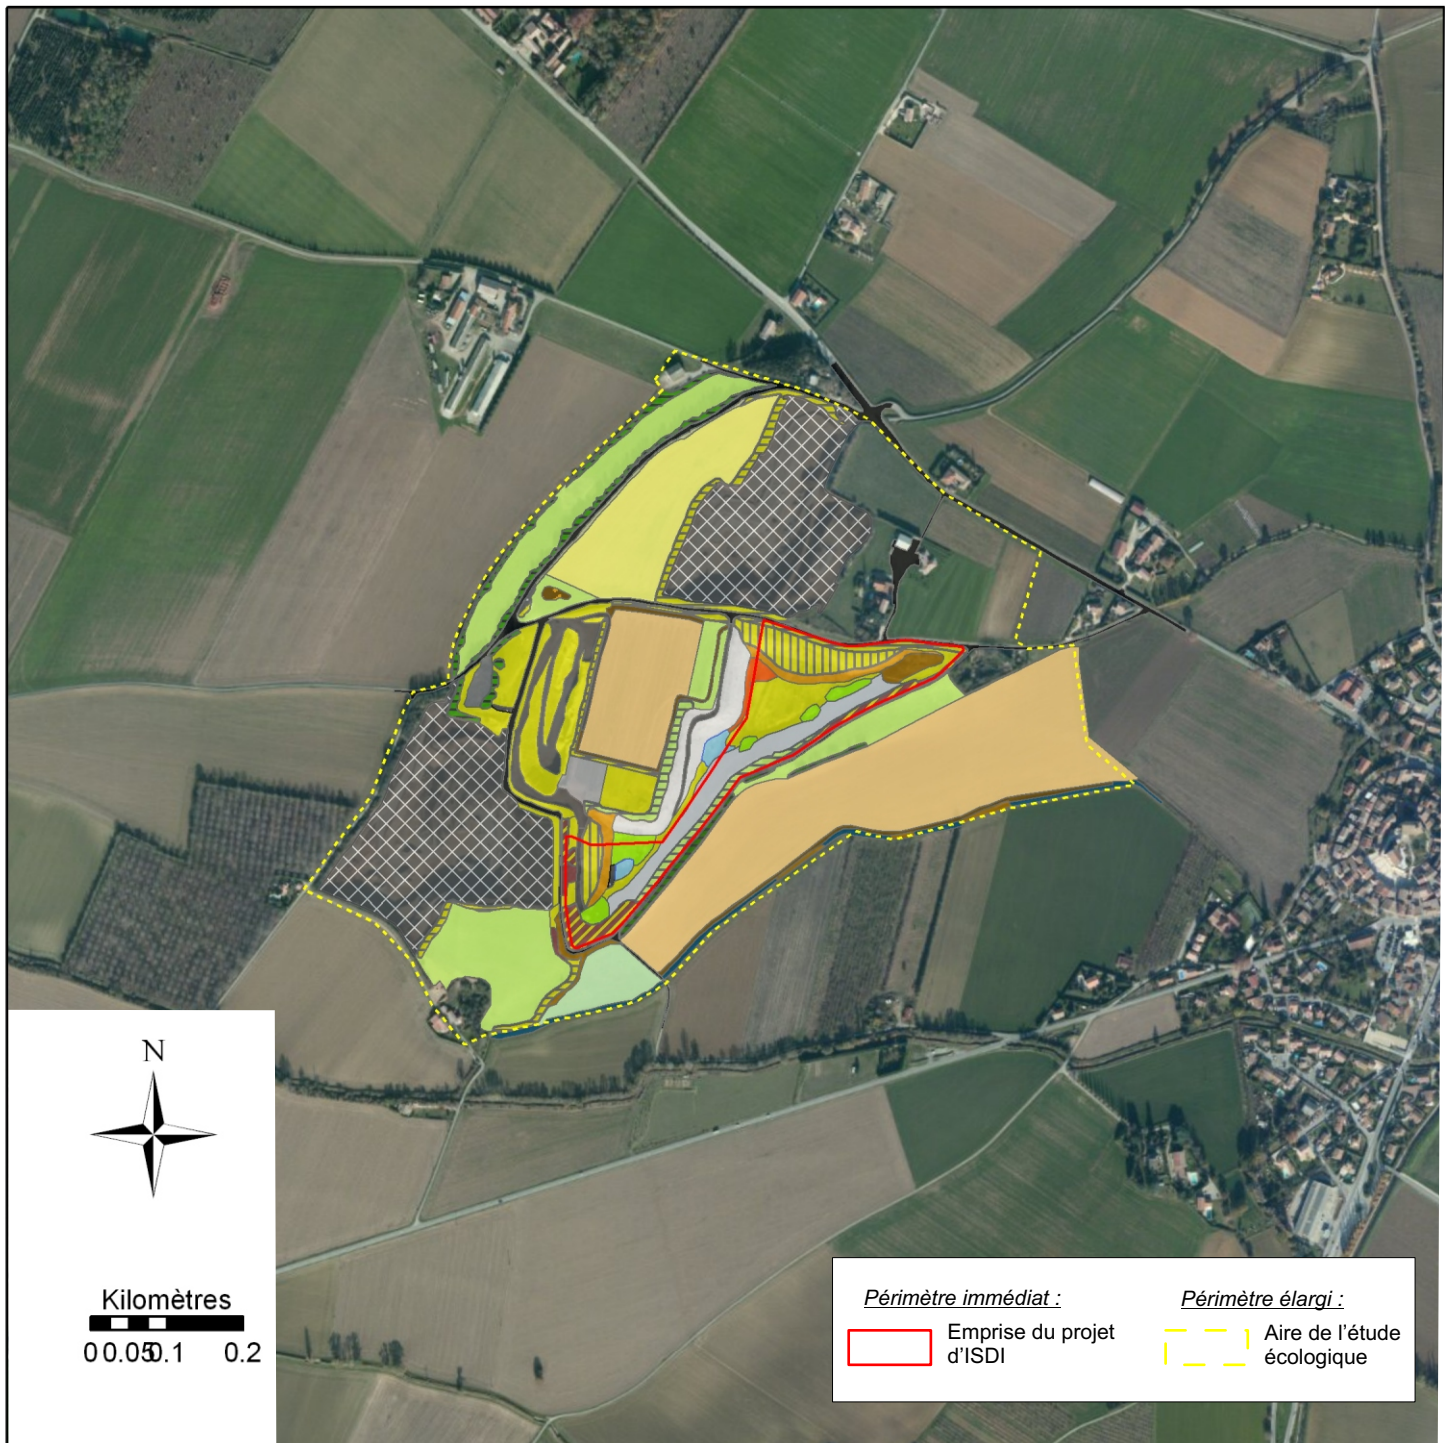 N
Kilomètres
0 0.05 0.1 0.2
Périmètre immédiat :
Emprise du projet
d'ISDI
Périmètre élargi :
Aire de l'étude
écologique